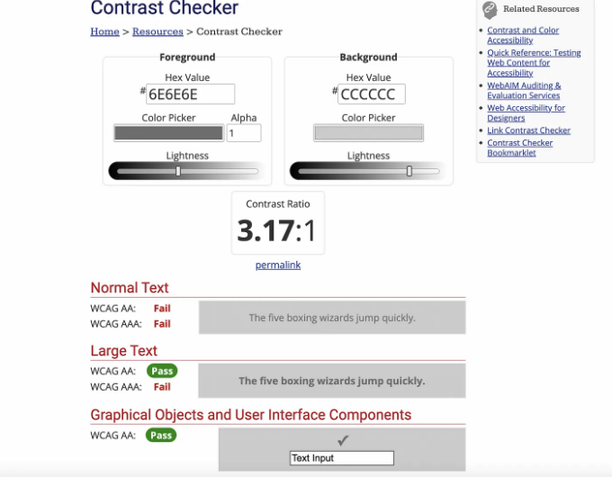 Contrast Checker
Home > Resources > Contrast Checker
Foreground
Hex Value
# 6E6E6E
Color Picker
Alpha
1
Lightness
Background
Hex Value
# CCCCCC
Color Picker
Lightness
Contrast Ratio
3.17:1
permalink
Normal Text
WCAG AA: Fail
WCAG AAA: Fail
The five boxing wizards jump quickly.
Large Text
WCAG AA: Pass
WCAG AAA: Fail
The five boxing wizards jump quickly.
Graphical Objects and User Interface Components
WCAG AA: Pass
✓
Text Input
Related Resources
• Contrast and Color
Accessibility
• Quick Reference: Testing
Web Content for
Accessibility
• WebAIM Auditing &
Evaluation Services
• Web Accessibility for
Designers
• Link Contrast Checker
• Contrast Checker
Bookmarklet